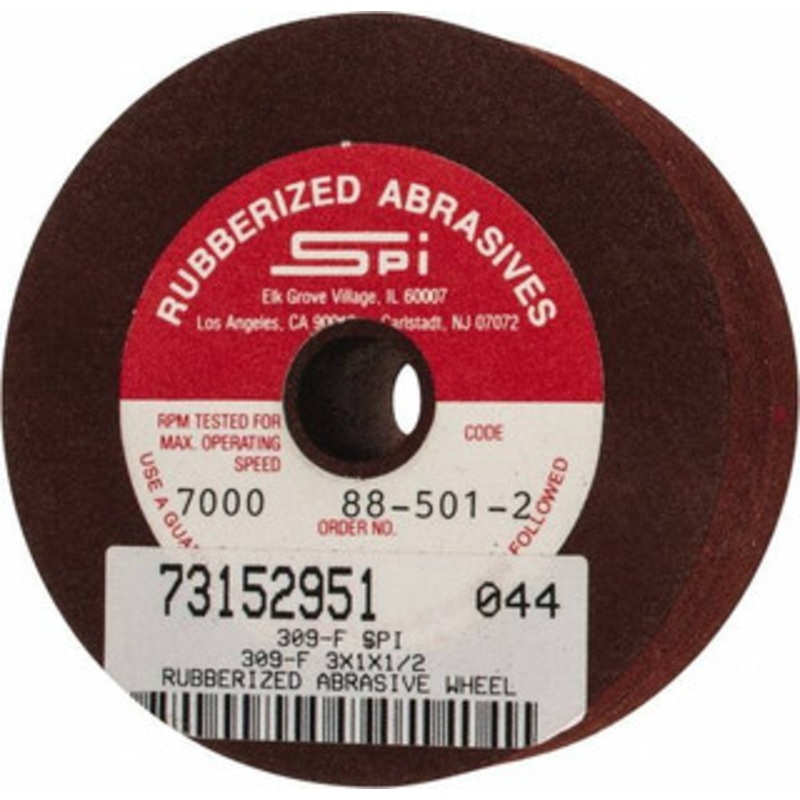 RUBBERIZED ABRASIVES
SPi
Elk Grove Village, IL 60007
Los Angeles, CA Carlstadt, NJ 07072
RPM TESTED FOR
MAX. OPERATING
SPEED
CODE
7000 88-501-2
ORDER NO.
USE A FOLLOWED
73152951 044
309-F SPI
309-F 3X1X1/2
RUBBERIZED ABRASIVE WHEEL